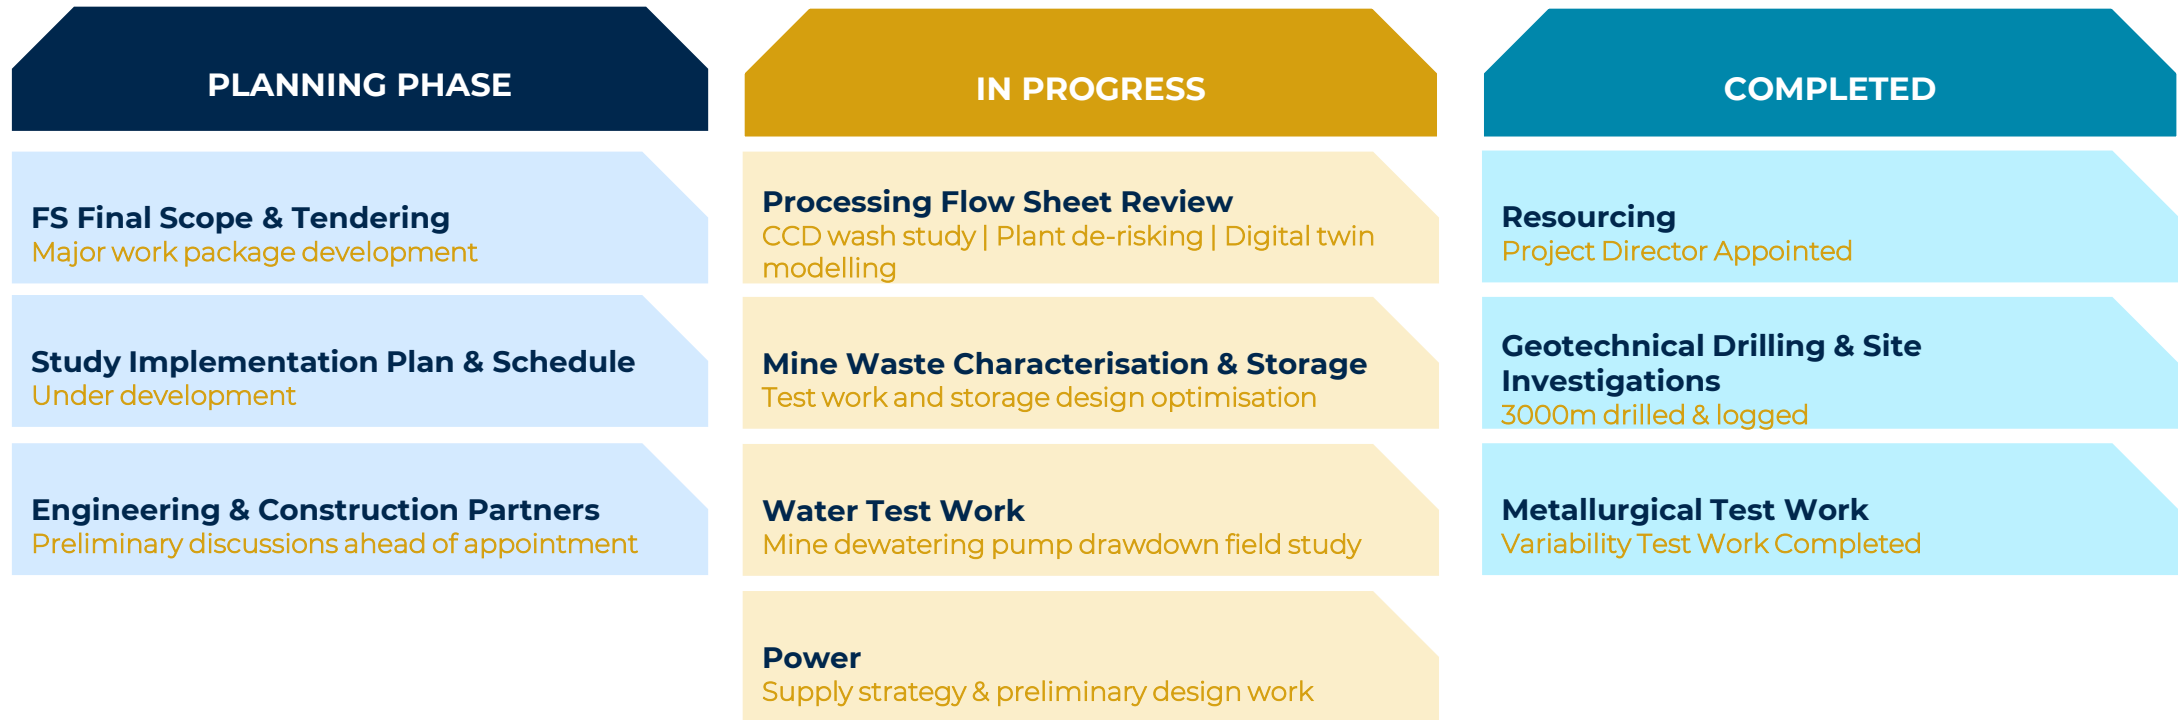 PLANNING PHASE
FS Final Scope & Tendering
Major work package development
Study Implementation Plan & Schedule
Under development
Engineering & Construction Partners
Preliminary discussions ahead of appointment
IN PROGRESS
Processing Flow Sheet Review
CCD wash study | Plant de-risking | Digital twin
modelling
Mine Waste Characterisation & Storage
Test work and storage design optimisation
Water Test Work
Mine dewatering pump drawdown field study
Power
Supply strategy & preliminary design work
COMPLETED
Resourcing
Project Director Appointed
Geotechnical Drilling & Site
Investigations
3000m drilled & logged
Metallurgical Test Work
Variability Test Work Completed